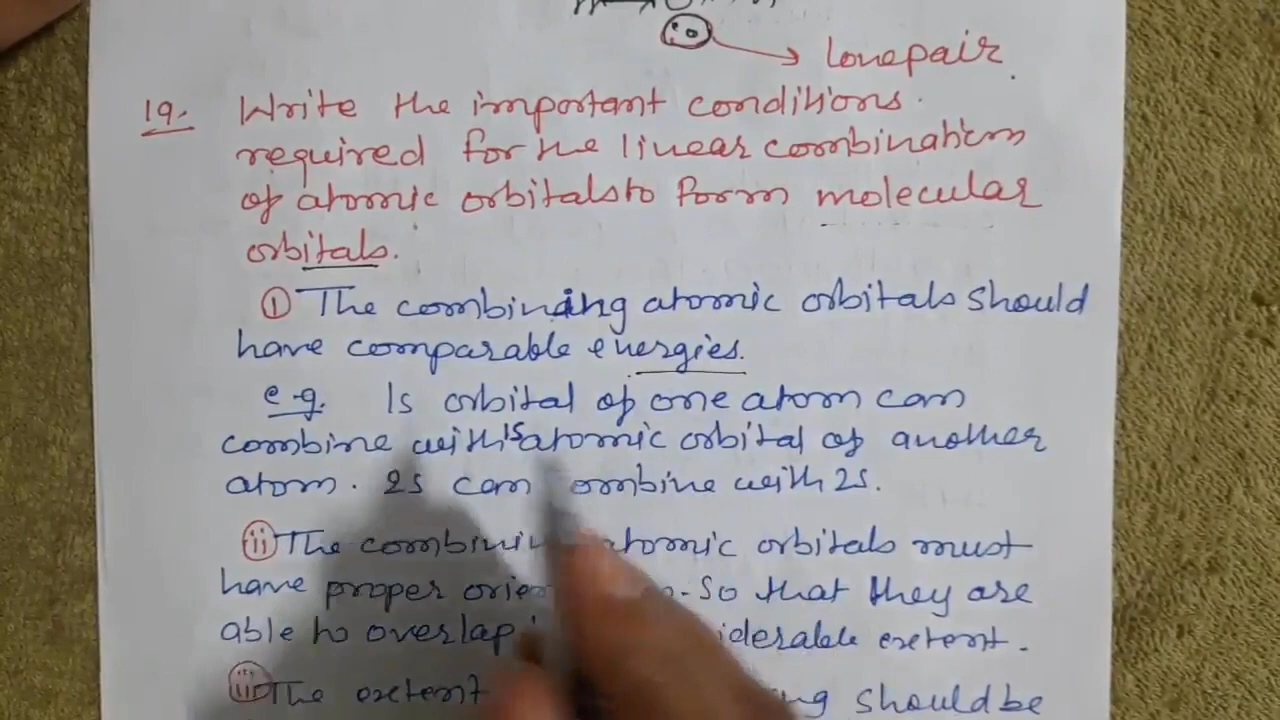 lonepair
19. Write the important conditions.
required for the linear combination
of atomic orbitals to form molecular
orbitals.
① The combining atomic orbitals should
have comparable energies.
e.g. 1s orbital of one atom can
combine with 1s atomic orbital of another
atom. 2s can combine with 2s.
ⅱ The atomic orbitals must
have proper So that they are
able to overlap extent.
ⅲ The extent should be